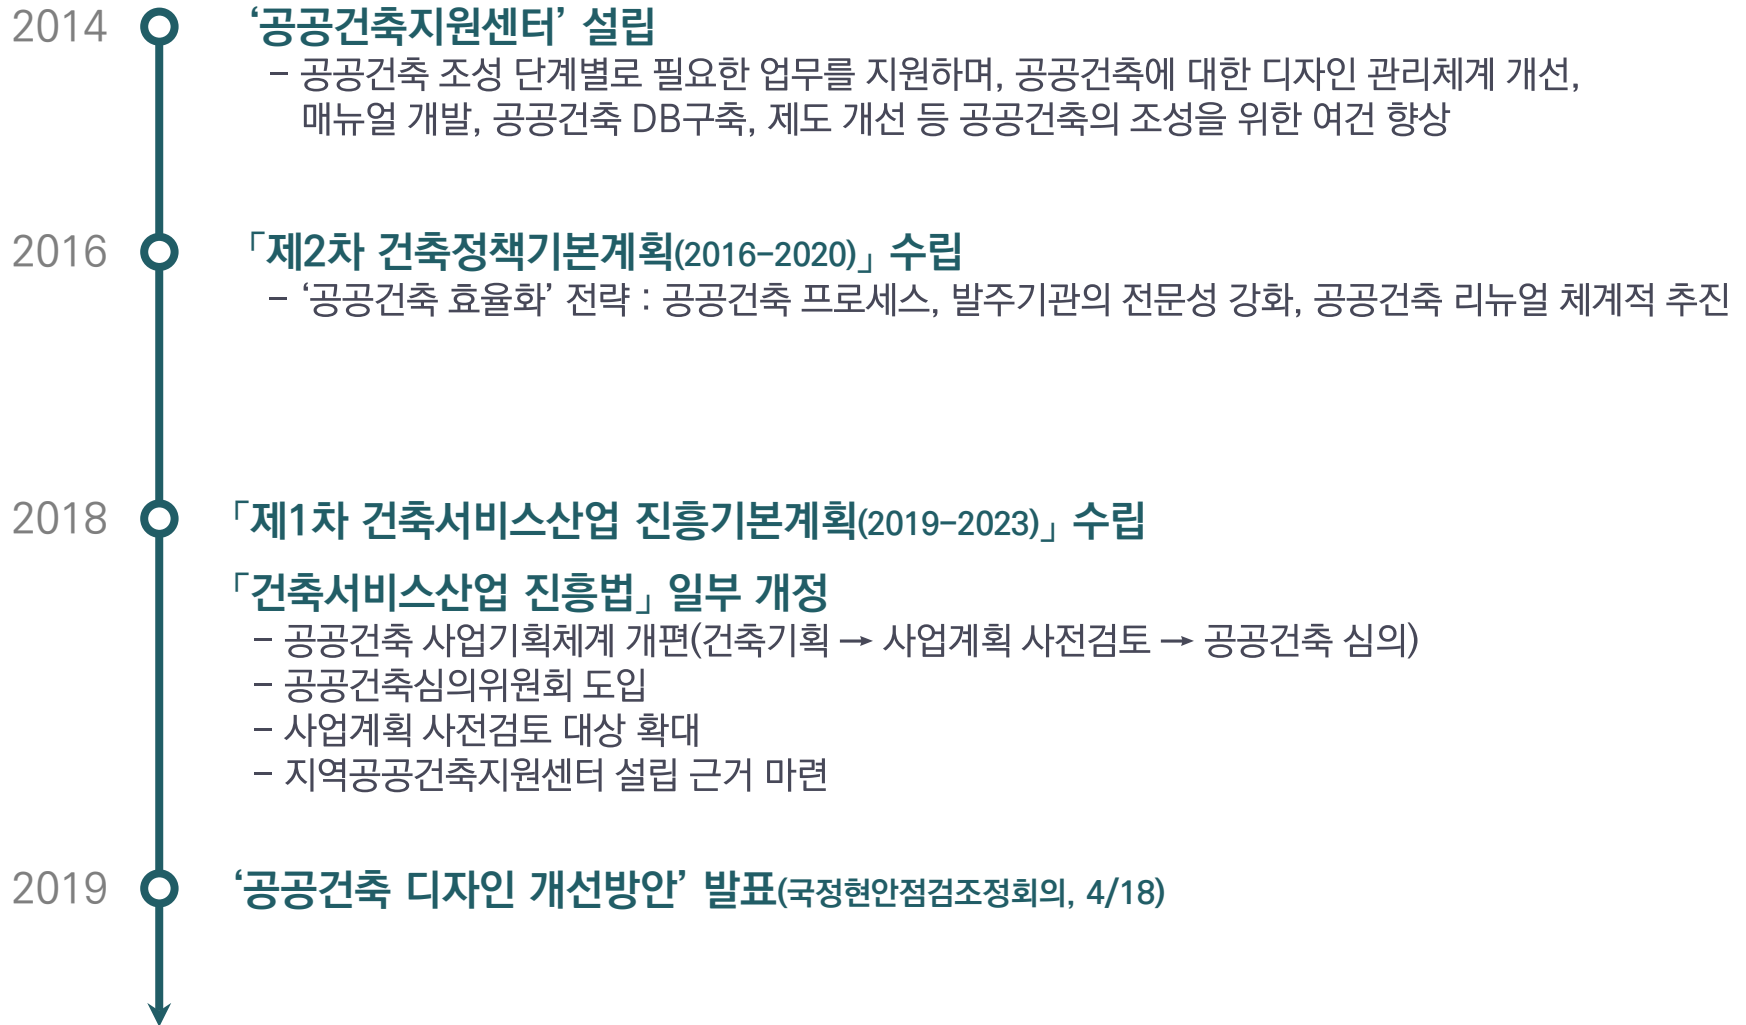 2014
‘공공건축지원센터’ 설립
– 공공건축 조성 단계별로 필요한 업무를 지원하며, 공공건축에 대한 디자인 관리체계 개선,
매뉴얼 개발, 공공건축 DB구축, 제도 개선 등 공공건축의 조성을 위한 여건 향상
2016
「제2차 건축정책기본계획(2016–2020)」 수립
– ‘공공건축 효율화’ 전략 : 공공건축 프로세스, 발주기관의 전문성 강화, 공공건축 리뉴얼 체계적 추진
2018
「제1차 건축서비스산업 진흥기본계획(2019–2023)」 수립
「건축서비스산업 진흥법」 일부 개정
– 공공건축 사업기획체계 개편(건축기획 → 사업계획 사전검토 → 공공건축 심의)
– 공공건축심의위원회 도입
– 사업계획 사전검토 대상 확대
– 지역공공건축지원센터 설립 근거 마련
2019
‘공공건축 디자인 개선방안’ 발표(국정현안점검조정회의, 4/18)